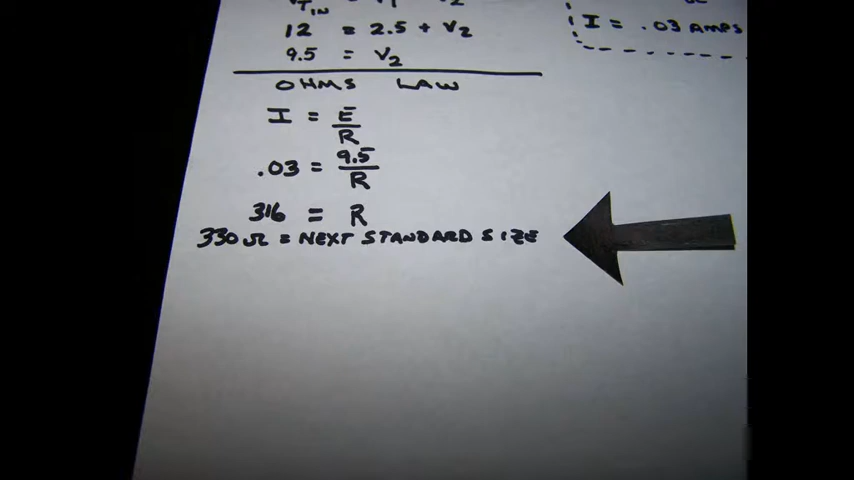 12 = 2.5 + V2
I = .03 AMPS
9.5 = V2
OHMS LAW
I = E
R
.03 = 9.5
R
316 = R
330Ω = NEXT STANDARD SIZE